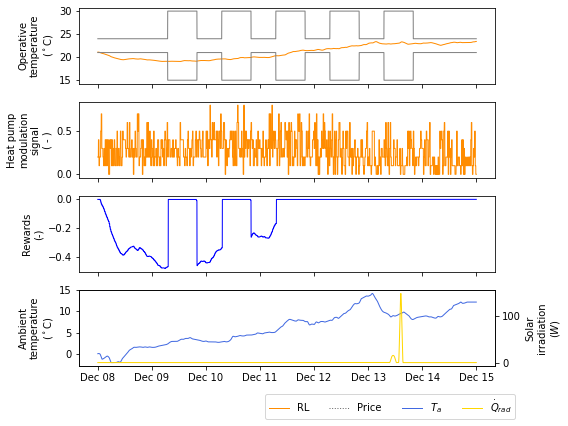 Operative
temperature
(°C)
30
25
20
15
Heat pump
modulation
signal
( - )
0.5
0.0
Rewards
(-)
0.0
−0.2
−0.4
Ambient
temperature
(°C)
15
10
5
0
100
0
Solar
irradiation
(W)
Dec 08 Dec 09 Dec 10 Dec 11 Dec 12 Dec 13 Dec 14 Dec 15
RL Price Tₐ Q̇rad